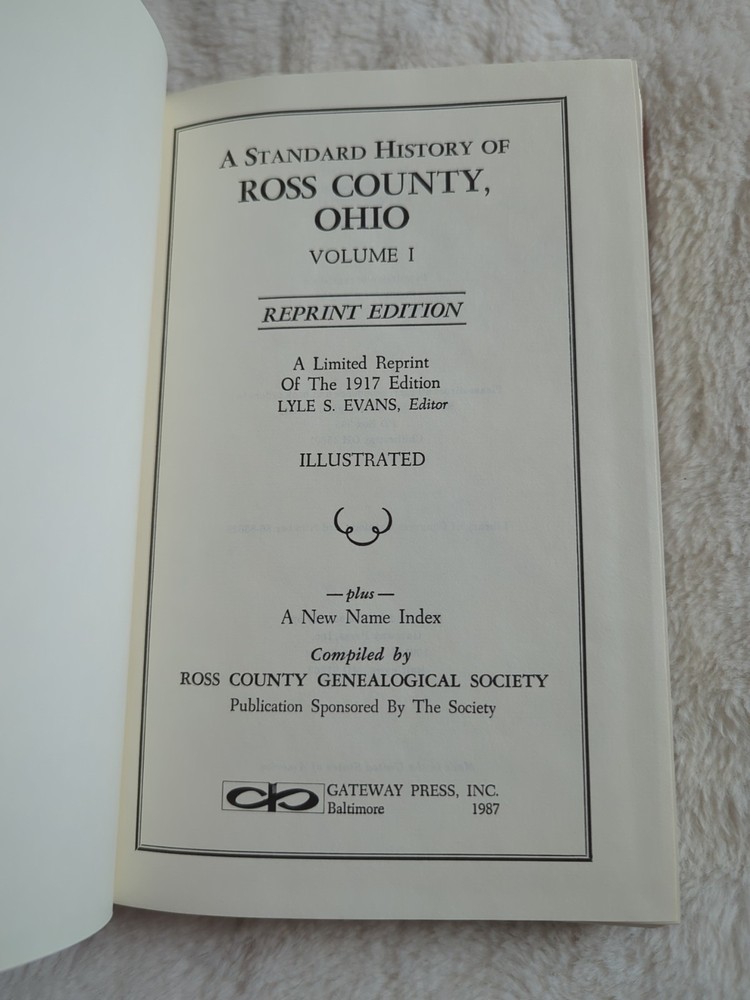 A STANDARD HISTORY OF
ROSS COUNTY,
OHIO
VOLUME I
REPRINT EDITION
A Limited Reprint
Of The 1917 Edition
LYLE S. EVANS, Editor
ILLUSTRATED
—plus—
A New Name Index
Compiled by
ROSS COUNTY GENEALOGICAL SOCIETY
Publication Sponsored By The Society
GATEWAY PRESS, INC.
Baltimore 1987